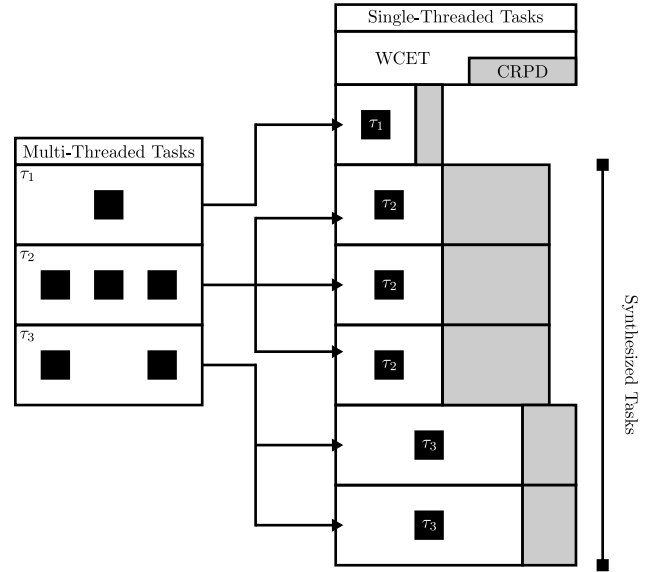 Single-Threaded Tasks
WCET
CRPD
τ1
Multi-Threaded Tasks
τ1
τ2
τ2
τ2
τ3
τ2
τ3
τ3
Synthesized Tasks